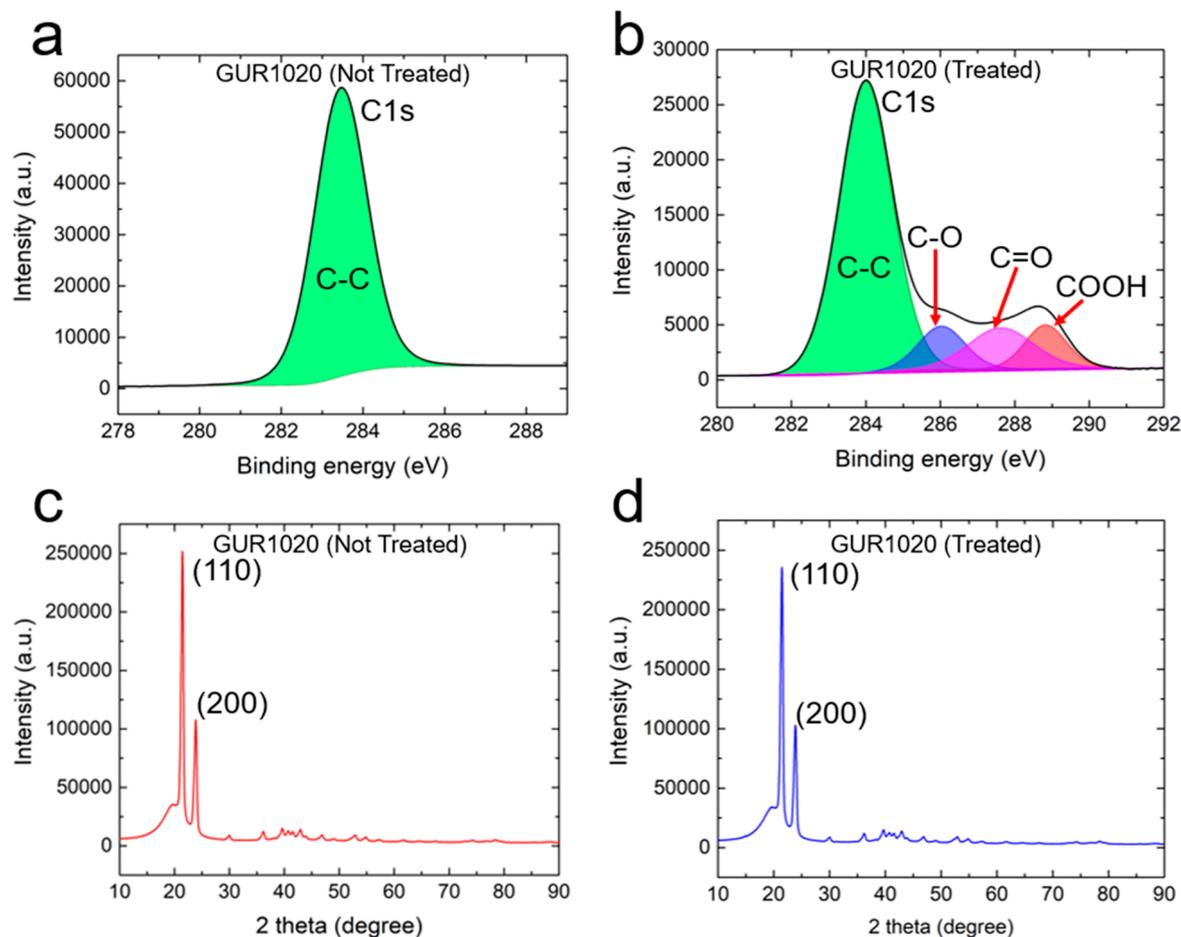 a
GUR1020 (Not Treated)
C1s
C-C
Intensity (a.u.)
60000
50000
40000
30000
20000
10000
0
278 280 282 284 286 288
Binding energy (eV)
b
GUR1020 (Treated)
C1s
C-O
C=O
COOH
C-C
Intensity (a.u.)
30000
25000
20000
15000
10000
5000
0
280 282 284 286 288 290 292
Binding energy (eV)
c
GUR1020 (Not Treated)
(110)
(200)
Intensity (a.u.)
250000
200000
150000
100000
50000
0
10 20 30 40 50 60 70 80 90
2 theta (degree)
d
GUR1020 (Treated)
(110)
(200)
Intensity (a.u.)
250000
200000
150000
100000
50000
0
10 20 30 40 50 60 70 80 90
2 theta (degree)